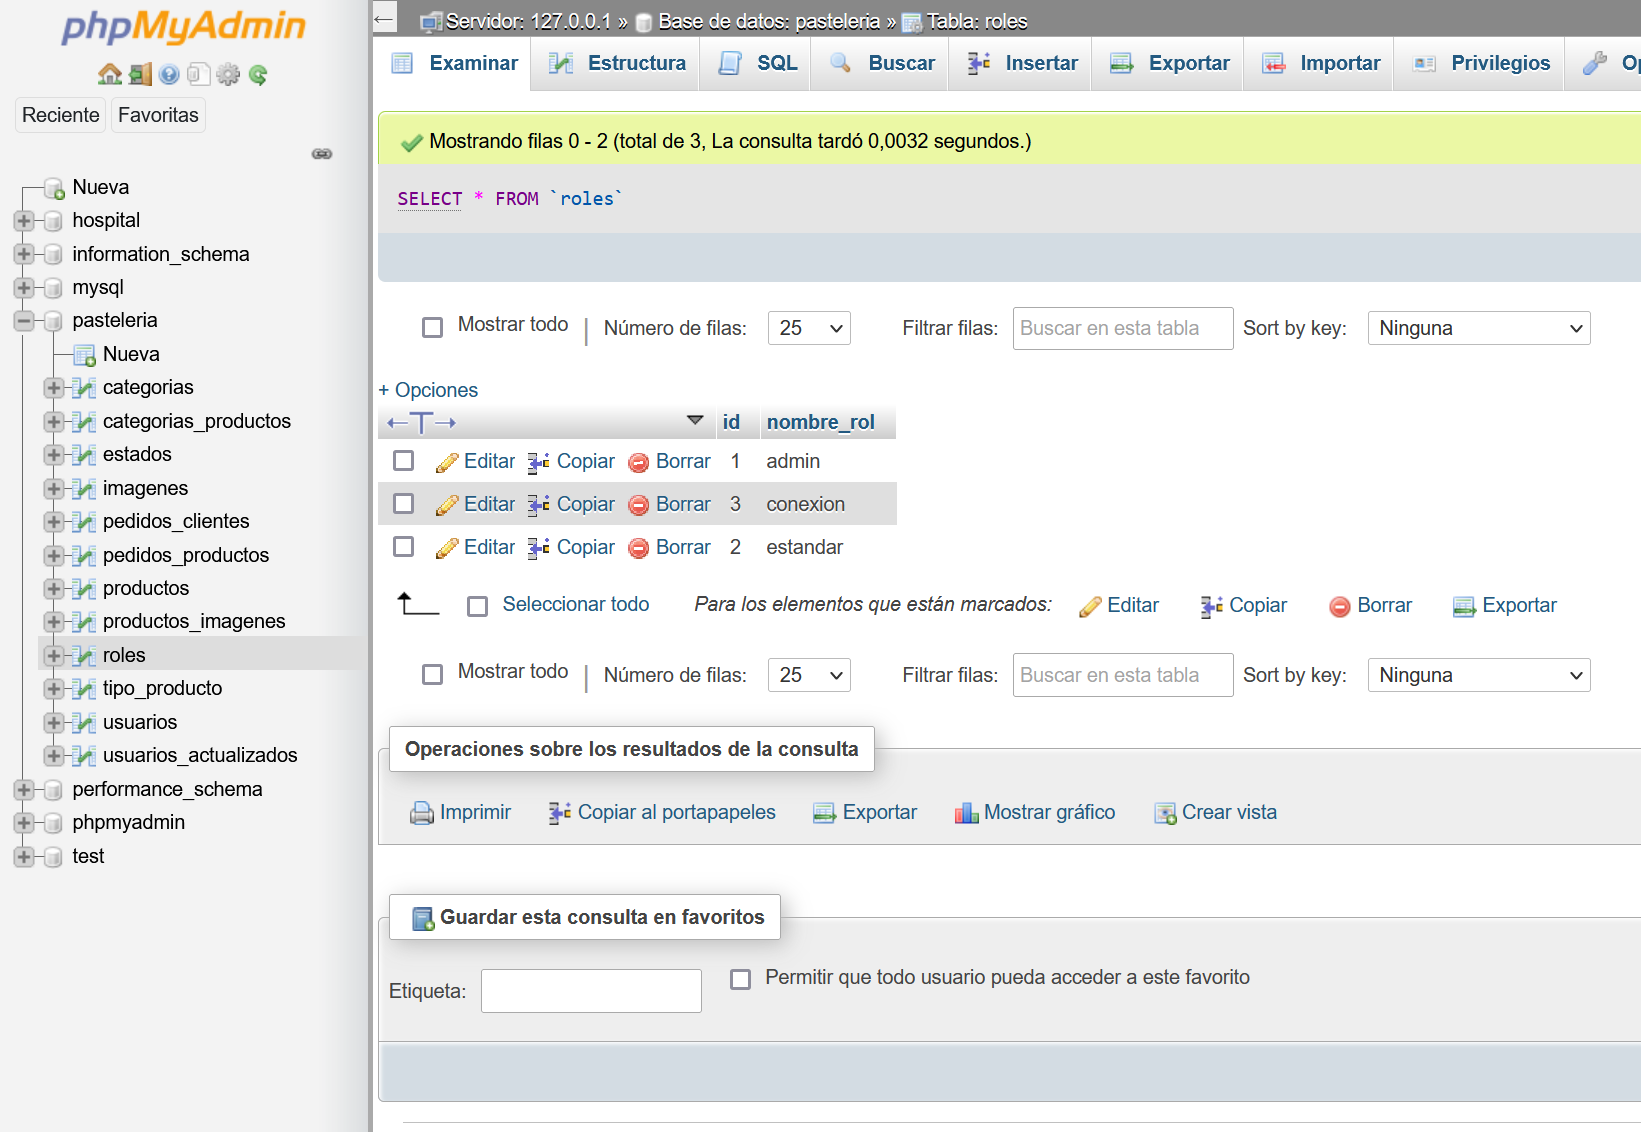 phpMyAdmin
Reciente Favoritas
Nueva
hospital
information_schema
mysql
pasteleria
Nueva
categorias
categorias_productos
estados
imagenes
pedidos_clientes
pedidos_productos
productos
productos_imagenes
roles
tipo_producto
usuarios
usuarios_actualizados
performance_schema
phpmyadmin
test
Servidor: 127.0.0.1 » Base de datos: pasteleria » Tabla: roles
Examinar Estructura SQL Buscar Insertar Exportar Importar Privilegios Op
Mostrando filas 0 - 2 (total de 3, La consulta tardó 0,0032 segundos.)
SELECT * FROM `roles`
Mostrar todo | Número de filas: 25 Filtrar filas: Buscar en esta tabla Sort by key: Ninguna
+ Opciones
←T→ id nombre_rol
Editar Copiar Borrar 1 admin
Editar Copiar Borrar 3 conexion
Editar Copiar Borrar 2 estandar
Seleccionar todo Para los elementos que están marcados: Editar Copiar Borrar Exportar
Mostrar todo | Número de filas: 25 Filtrar filas: Buscar en esta tabla Sort by key: Ninguna
Operaciones sobre los resultados de la consulta
Imprimir Copiar al portapapeles Exportar Mostrar gráfico Crear vista
Guardar esta consulta en favoritos
Etiqueta: Permitir que todo usuario pueda acceder a este favorito